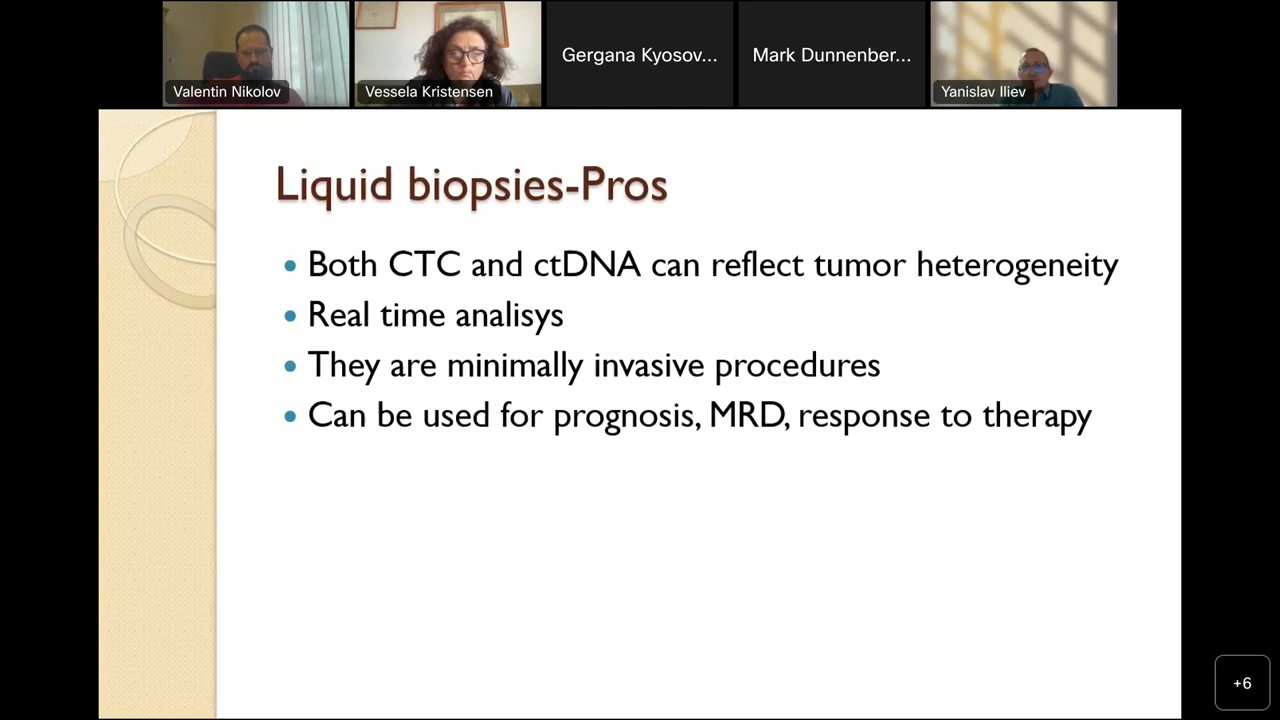 Valentin Nikolov
Vessela Kristensen
Gergana Kyosov...
Mark Dunnenber...
Yanislav Iliev
Liquid biopsies-Pros
• Both CTC and ctDNA can reflect tumor heterogeneity
• Real time analisys
• They are minimally invasive procedures
• Can be used for prognosis, MRD, response to therapy
+6